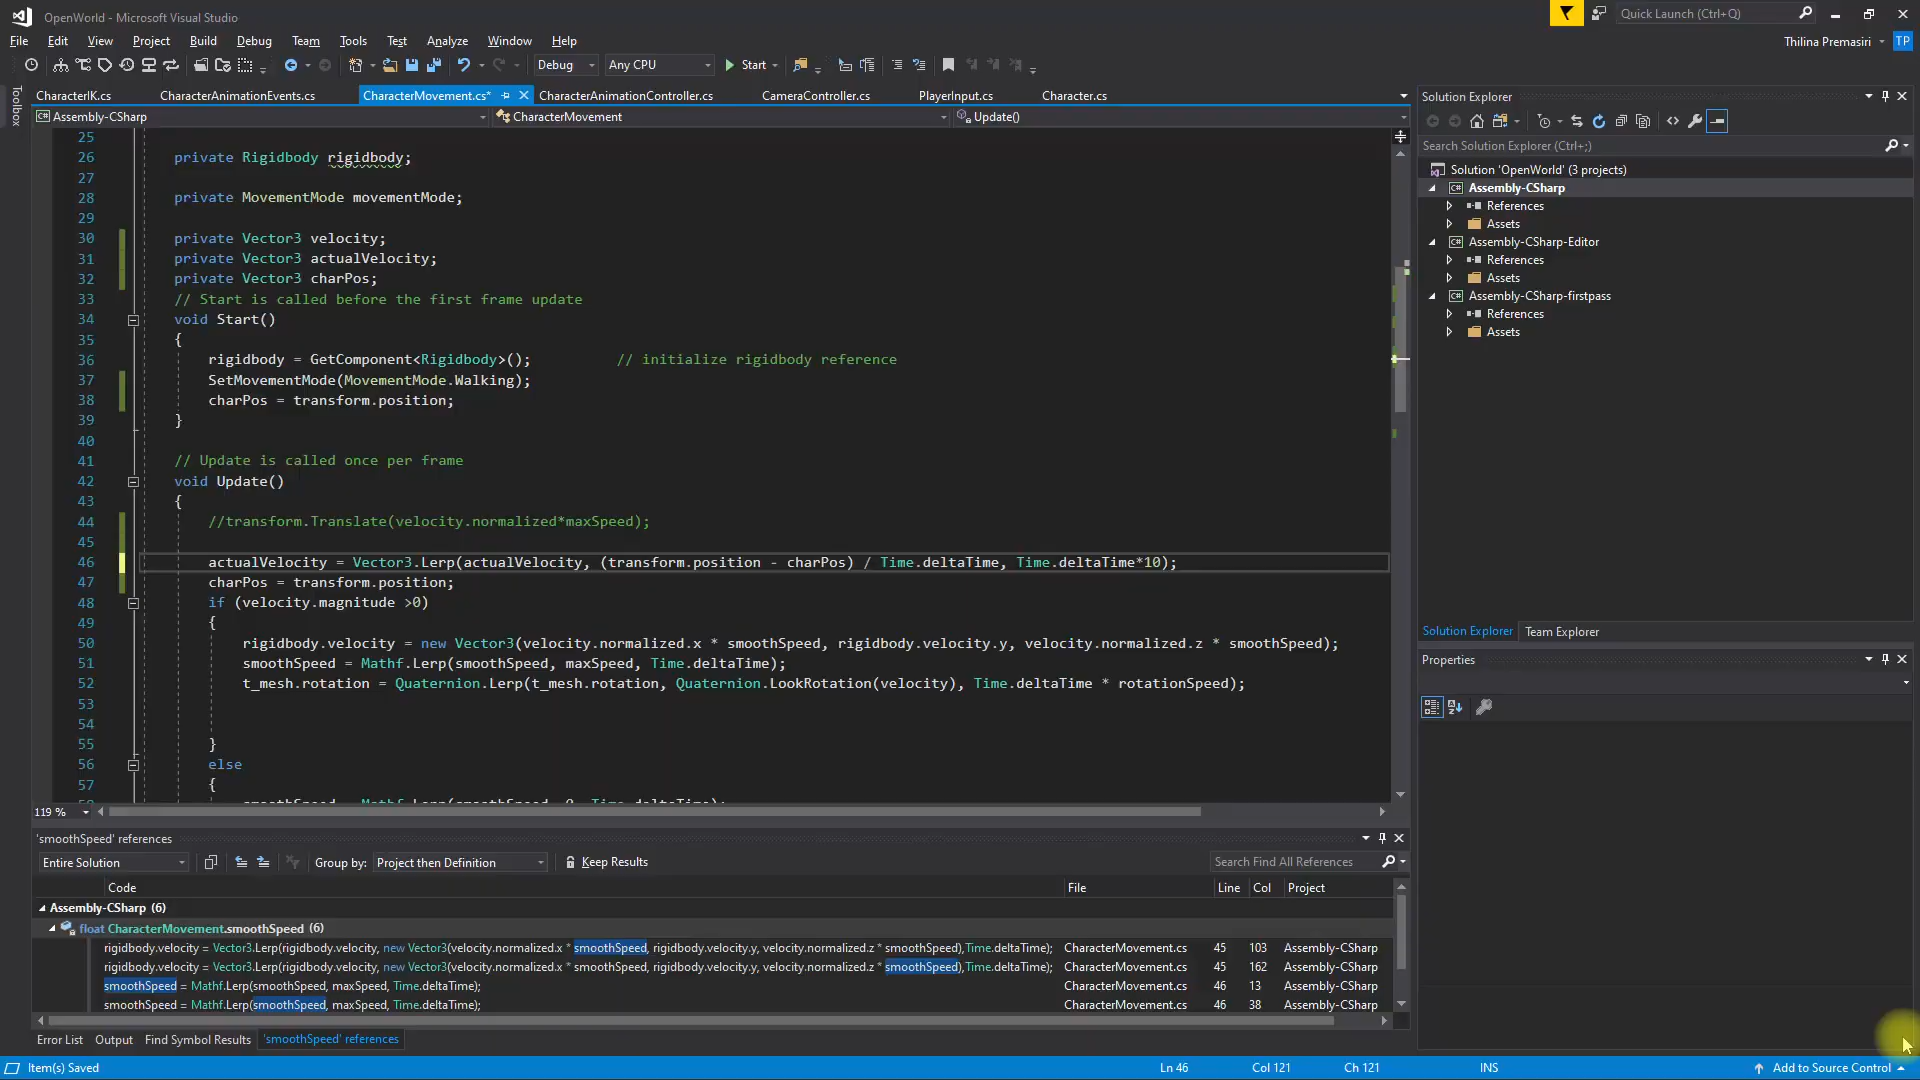 OpenWorld - Microsoft Visual Studio
Quick Launch (Ctrl+Q)
File Edit View Project Build Debug Team Tools Test Analyze Window Help
Thilina Premasiri TP
Debug Any CPU Start
Toolbox
CharacterIK.cs CharacterAnimationEvents.cs CharacterMovement.cs* CharacterAnimationController.cs CameraController.cs PlayerInput.cs Character.cs
Assembly-CSharp CharacterMovement Update()
25
26 private Rigidbody rigidbody;
27
28 private MovementMode movementMode;
29
30 private Vector3 velocity;
31 private Vector3 actualVelocity;
32 private Vector3 charPos;
33 // Start is called before the first frame update
34 void Start()
35 {
36 rigidbody = GetComponent<Rigidbody>(); // initialize rigidbody reference
37 SetMovementMode(MovementMode.Walking);
38 charPos = transform.position;
39 }
40
41 // Update is called once per frame
42 void Update()
43 {
44 //transform.Translate(velocity.normalized*maxSpeed);
45
46 actualVelocity = Vector3.Lerp(actualVelocity, (transform.position - charPos) / Time.deltaTime, Time.deltaTime*10);
47 charPos = transform.position;
48 if (velocity.magnitude >0)
49 {
50 rigidbody.velocity = new Vector3(velocity.normalized.x * smoothSpeed, rigidbody.velocity.y, velocity.normalized.z * smoothSpeed);
51 smoothSpeed = Mathf.Lerp(smoothSpeed, maxSpeed, Time.deltaTime);
52 t_mesh.rotation = Quaternion.Lerp(t_mesh.rotation, Quaternion.LookRotation(velocity), Time.deltaTime * rotationSpeed);
53
54
55 }
56 else
57 {
119 %
Solution Explorer
Search Solution Explorer (Ctrl+;)
Solution 'OpenWorld' (3 projects)
C# Assembly-CSharp
References
Assets
C# Assembly-CSharp-Editor
References
Assets
C# Assembly-CSharp-firstpass
References
Assets
Solution Explorer Team Explorer
Properties
'smoothSpeed' references
Entire Solution Group by: Project then Definition Keep Results Search Find All References
Code File Line Col Project
Assembly-CSharp (6)
float CharacterMovement.smoothSpeed (6)
rigidbody.velocity = Vector3.Lerp(rigidbody.velocity, new Vector3(velocity.normalized.x * smoothSpeed, rigidbody.velocity.y, velocity.normalized.z * smoothSpeed),Time.deltaTime); CharacterMovement.cs 45 103 Assembly-CSharp
rigidbody.velocity = Vector3.Lerp(rigidbody.velocity, new Vector3(velocity.normalized.x * smoothSpeed, rigidbody.velocity.y, velocity.normalized.z * smoothSpeed),Time.deltaTime); CharacterMovement.cs 45 162 Assembly-CSharp
smoothSpeed = Mathf.Lerp(smoothSpeed, maxSpeed, Time.deltaTime); CharacterMovement.cs 46 13 Assembly-CSharp
smoothSpeed = Mathf.Lerp(smoothSpeed, maxSpeed, Time.deltaTime); CharacterMovement.cs 46 38 Assembly-CSharp
Error List Output Find Symbol Results 'smoothSpeed' references
Item(s) Saved Ln 46 Col 121 Ch 121 INS Add to Source Control